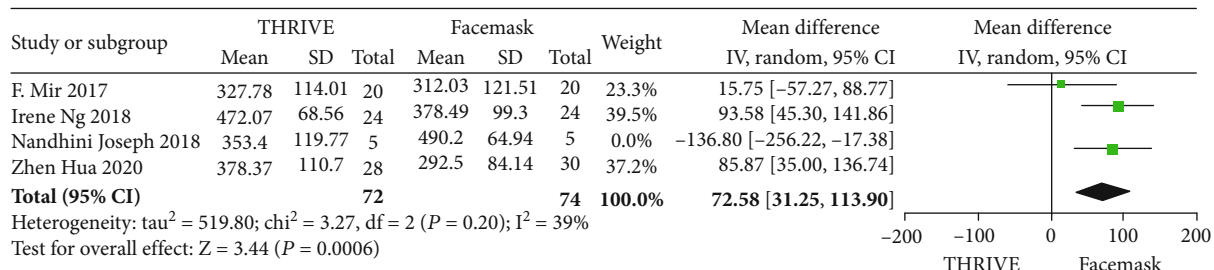 THRIVE Facemask Mean difference Mean difference
Study or subgroup Mean SD Total Mean SD Total Weight IV, random, 95% CI IV, random, 95% CI
F. Mir 2017 327.78 114.01 20 312.03 121.51 20 23.3% 15.75 [–57.27, 88.77]
Irene Ng 2018 472.07 68.56 24 378.49 99.3 24 39.5% 93.58 [45.30, 141.86]
Nandhini Joseph 2018 353.4 119.77 5 490.2 64.94 5 0.0% –136.80 [–256.22, –17.38]
Zhen Hua 2020 378.37 110.7 28 292.5 84.14 30 37.2% 85.87 [35.00, 136.74]
Total (95% CI) 72 74 100.0% 72.58 [31.25, 113.90]
Heterogeneity: tau² = 519.80; chi² = 3.27, df = 2 (P = 0.20); I² = 39%
Test for overall effect: Z = 3.44 (P = 0.0006)
–200 –100 0 100 200
THRIVE Facemask